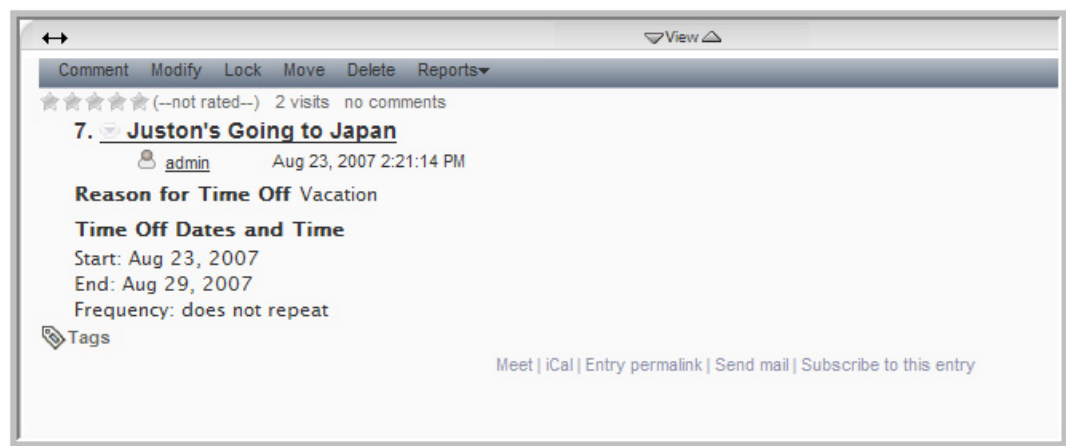 View
Comment Modify Lock Move Delete Reports
(--not rated--) 2 visits no comments
7. Juston's Going to Japan
admin Aug 23, 2007 2:21:14 PM
Reason for Time Off Vacation
Time Off Dates and Time
Start: Aug 23, 2007
End: Aug 29, 2007
Frequency: does not repeat
Tags
Meet | iCal | Entry permalink | Send mail | Subscribe to this entry